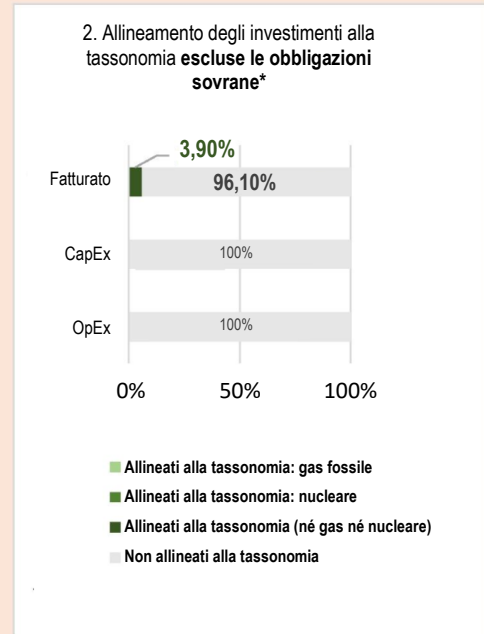 2. Allineamento degli investimenti alla
tassonomia escluse le obbligazioni
sovrane*
3,90%
Fatturato 96,10%
CapEx 100%
OpEx 100%
0% 50% 100%
Allineati alla tassonomia: gas fossile
Allineati alla tassonomia: nucleare
Allineati alla tassonomia (né gas né nucleare)
Non allineati alla tassonomia